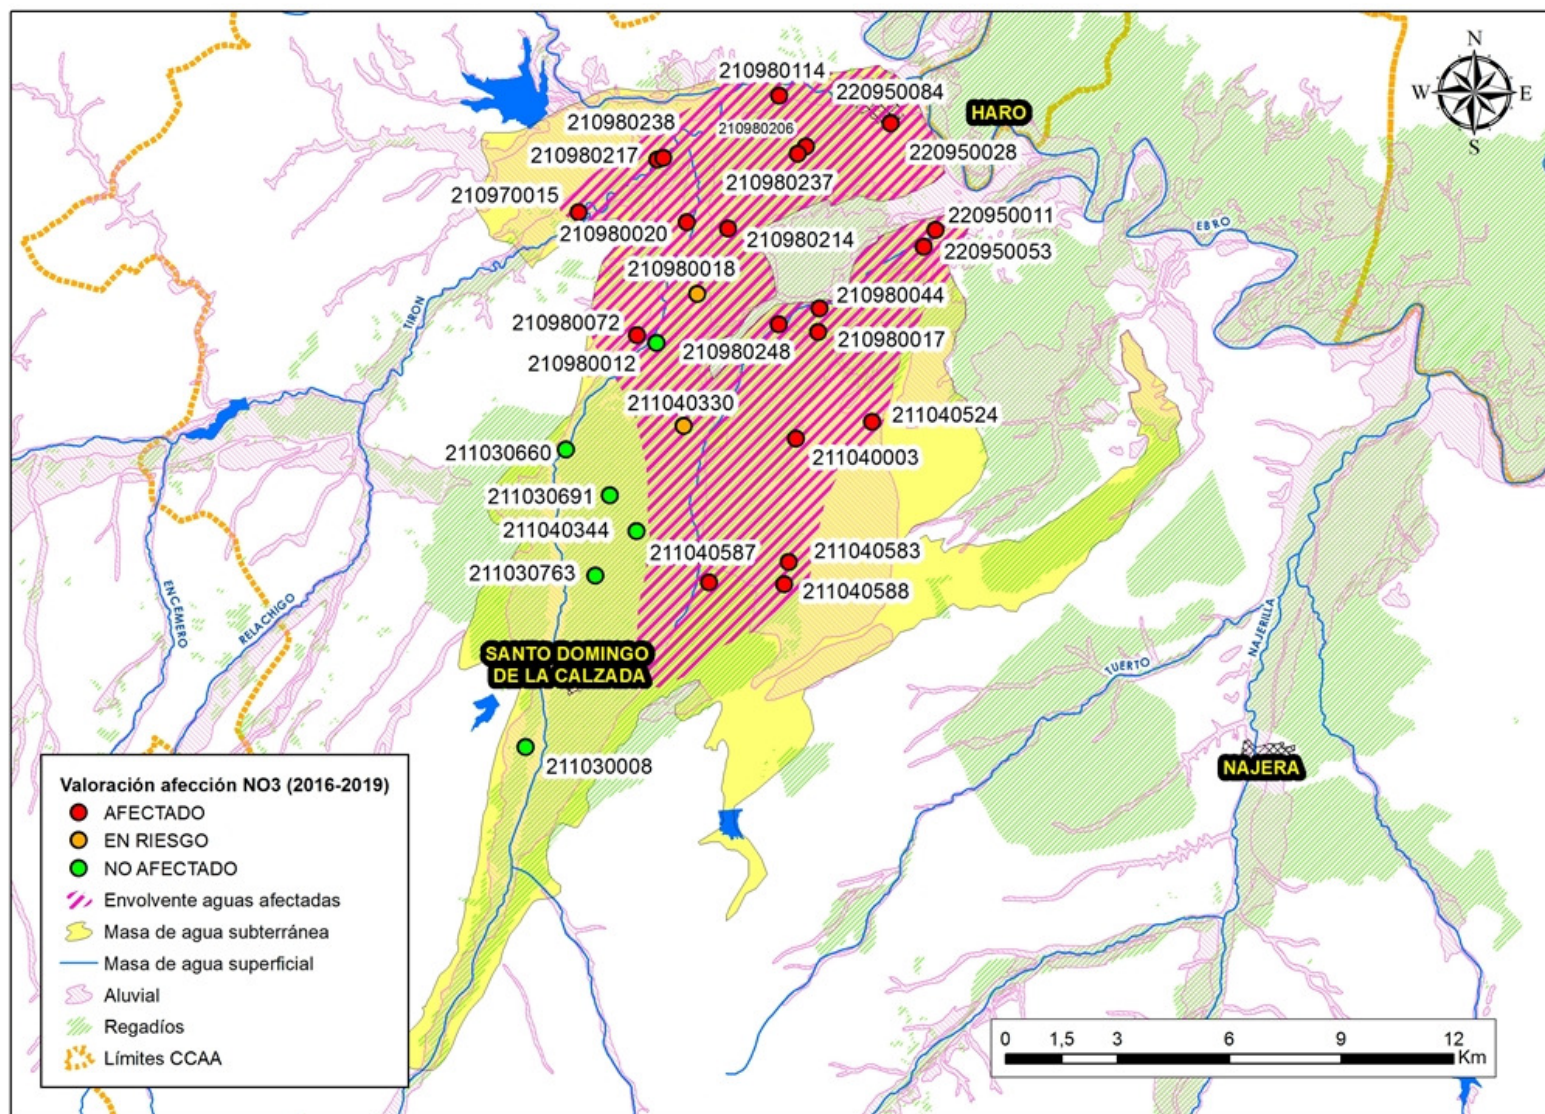 210980114
220950084
N
W
E
S
HARO
210980238
210980206
220950028
210980217
210980237
210970015
220950011
210980020
210980214
220950053
EBRO
210980018
210980044
TIRON
210980072
210980248
210980017
210980012
211040330
211040524
211030660
211040003
211030691
211040344
211040587
211040583
211030763
211040588
ENCEMERO
RELACHIGO
NAJERILLA
TUERTO
SANTO DOMINGO
DE LA CALZADA
211030008
NAJERA
Valoración afección NO3 (2016-2019)
AFECTADO
EN RIESGO
NO AFECTADO
Envolvente aguas afectadas
Masa de agua subterránea
Masa de agua superficial
Aluvial
Regadíos
Límites CCAA
0 1,5 3 6 9 12
Km